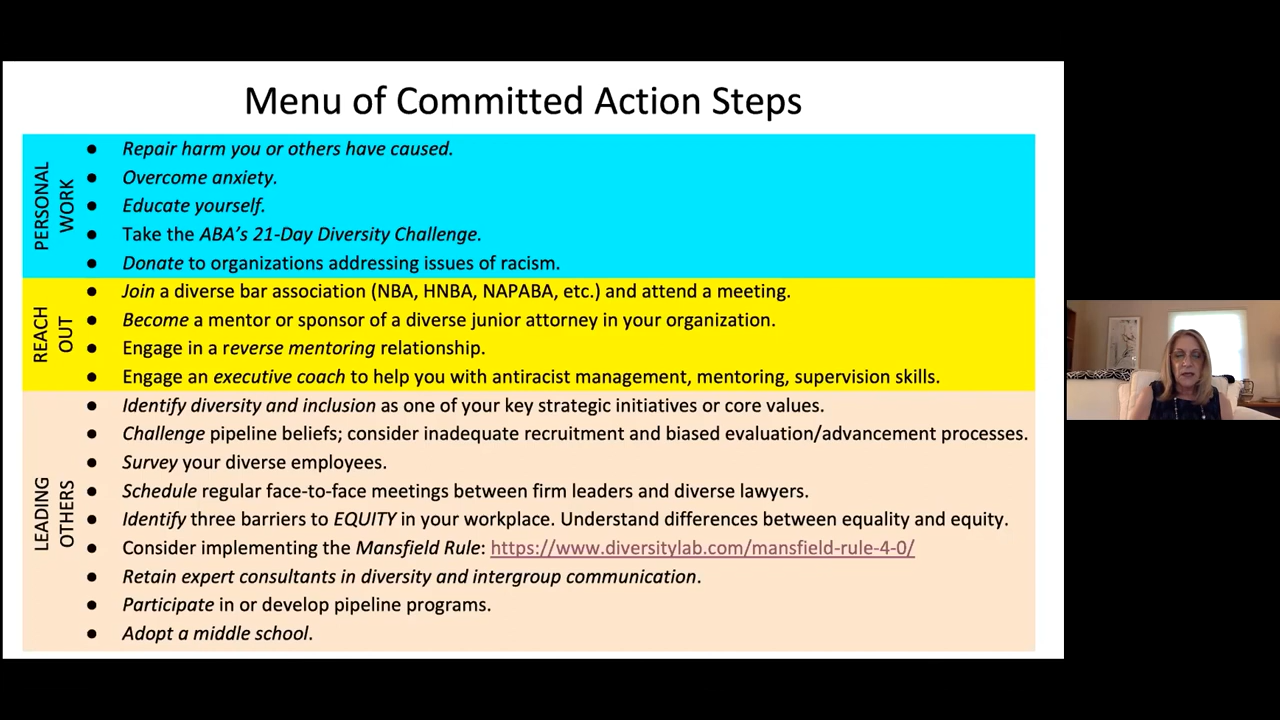 Menu of Committed Action Steps
PERSONAL
WORK
● Repair harm you or others have caused.
● Overcome anxiety.
● Educate yourself.
● Take the ABA's 21-Day Diversity Challenge.
● Donate to organizations addressing issues of racism.
REACH
OUT
● Join a diverse bar association (NBA, HNBA, NAPABA, etc.) and attend a meeting.
● Become a mentor or sponsor of a diverse junior attorney in your organization.
● Engage in a reverse mentoring relationship.
● Engage an executive coach to help you with antiracist management, mentoring, supervision skills.
LEADING
OTHERS
● Identify diversity and inclusion as one of your key strategic initiatives or core values.
● Challenge pipeline beliefs; consider inadequate recruitment and biased evaluation/advancement processes.
● Survey your diverse employees.
● Schedule regular face-to-face meetings between firm leaders and diverse lawyers.
● Identify three barriers to EQUITY in your workplace. Understand differences between equality and equity.
● Consider implementing the Mansfield Rule: https://www.diversitylab.com/mansfield-rule-4-0/
● Retain expert consultants in diversity and intergroup communication.
● Participate in or develop pipeline programs.
● Adopt a middle school.